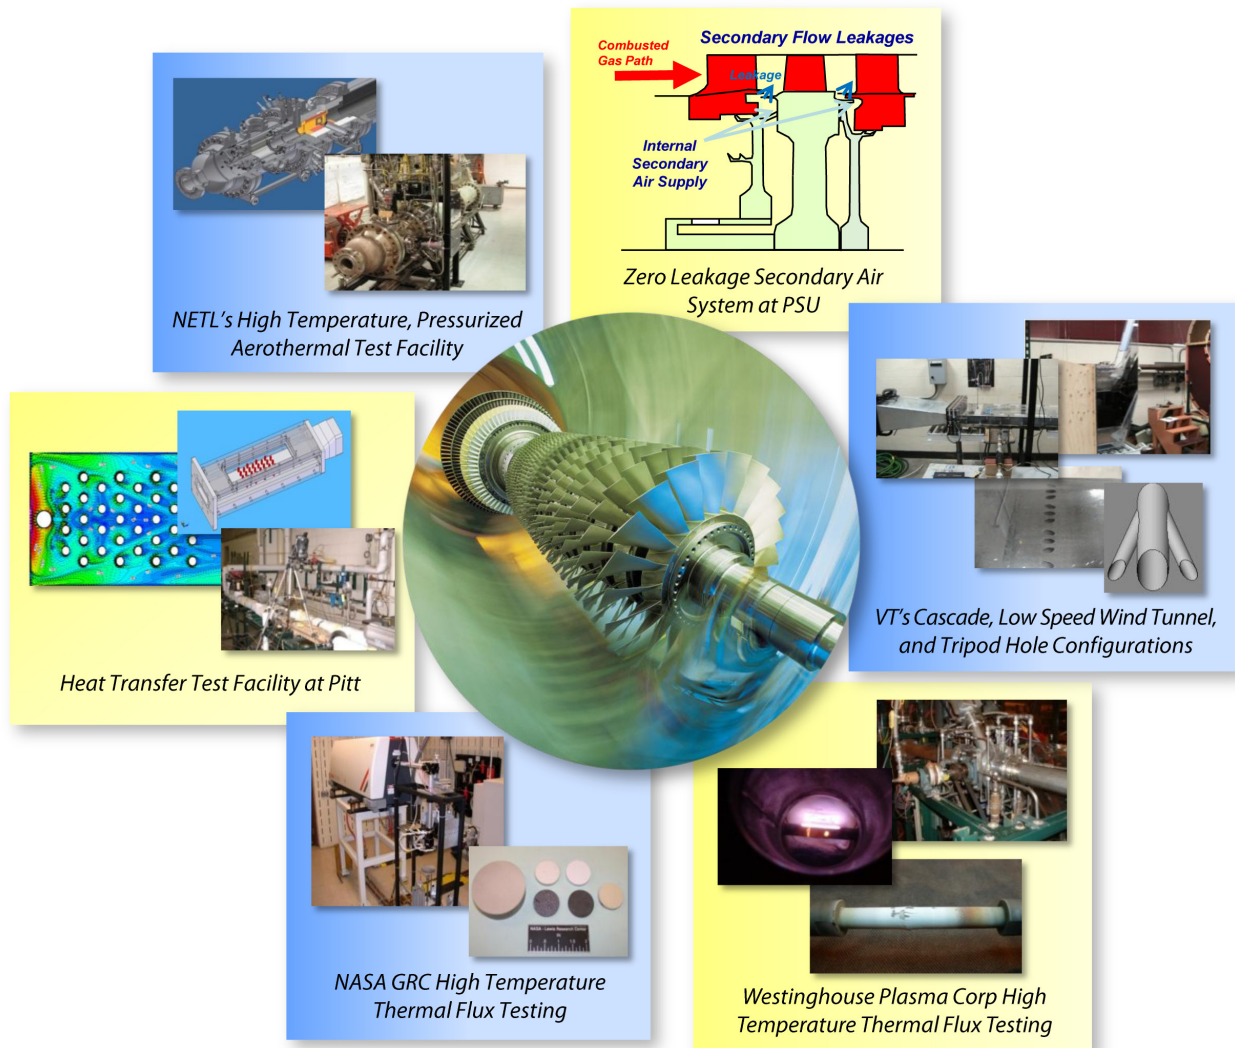 Secondary Flow Leakages
Combusted
Gas Path
Leakage
Internal
Secondary
Air Supply
Zero Leakage Secondary Air
System at PSU
NETL's High Temperature, Pressurized
Aerothermal Test Facility
VT's Cascade, Low Speed Wind Tunnel,
and Tripod Hole Configurations
Heat Transfer Test Facility at Pitt
NASA GRC High Temperature
Thermal Flux Testing
Westinghouse Plasma Corp High
Temperature Thermal Flux Testing